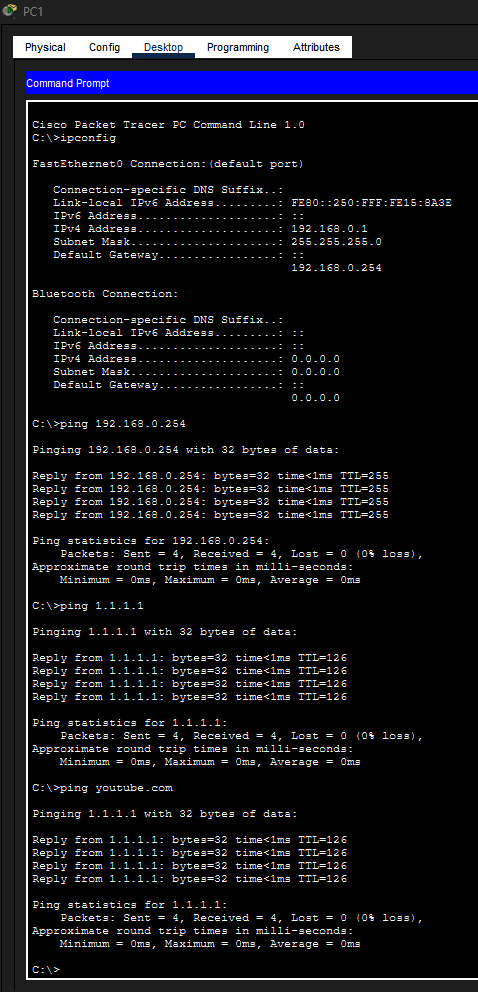 PC1
Physical Config Desktop Programming Attributes
Command Prompt
Cisco Packet Tracer PC Command Line 1.0
C:\>ipconfig
FastEthernet0 Connection:(default port)
Connection-specific DNS Suffix..:
Link-local IPv6 Address.........: FE80::250:FFF:FE15:8A3E
IPv6 Address....................: ::
IPv4 Address....................: 192.168.0.1
Subnet Mask.....................: 255.255.255.0
Default Gateway.................: ::
192.168.0.254
Bluetooth Connection:
Connection-specific DNS Suffix..:
Link-local IPv6 Address.........: ::
IPv6 Address....................: ::
IPv4 Address....................: 0.0.0.0
Subnet Mask.....................: 0.0.0.0
Default Gateway.................: ::
0.0.0.0
C:\>ping 192.168.0.254
Pinging 192.168.0.254 with 32 bytes of data:
Reply from 192.168.0.254: bytes=32 time<1ms TTL=255
Reply from 192.168.0.254: bytes=32 time<1ms TTL=255
Reply from 192.168.0.254: bytes=32 time<1ms TTL=255
Reply from 192.168.0.254: bytes=32 time<1ms TTL=255
Ping statistics for 192.168.0.254:
Packets: Sent = 4, Received = 4, Lost = 0 (0% loss),
Approximate round trip times in milli-seconds:
Minimum = 0ms, Maximum = 0ms, Average = 0ms
C:\>ping 1.1.1.1
Pinging 1.1.1.1 with 32 bytes of data:
Reply from 1.1.1.1: bytes=32 time<1ms TTL=126
Reply from 1.1.1.1: bytes=32 time<1ms TTL=126
Reply from 1.1.1.1: bytes=32 time<1ms TTL=126
Reply from 1.1.1.1: bytes=32 time<1ms TTL=126
Ping statistics for 1.1.1.1:
Packets: Sent = 4, Received = 4, Lost = 0 (0% loss),
Approximate round trip times in milli-seconds:
Minimum = 0ms, Maximum = 0ms, Average = 0ms
C:\>ping youtube.com
Pinging 1.1.1.1 with 32 bytes of data:
Reply from 1.1.1.1: bytes=32 time<1ms TTL=126
Reply from 1.1.1.1: bytes=32 time<1ms TTL=126
Reply from 1.1.1.1: bytes=32 time<1ms TTL=126
Reply from 1.1.1.1: bytes=32 time<1ms TTL=126
Ping statistics for 1.1.1.1:
Packets: Sent = 4, Received = 4, Lost = 0 (0% loss),
Approximate round trip times in milli-seconds:
Minimum = 0ms, Maximum = 0ms, Average = 0ms
C:\>